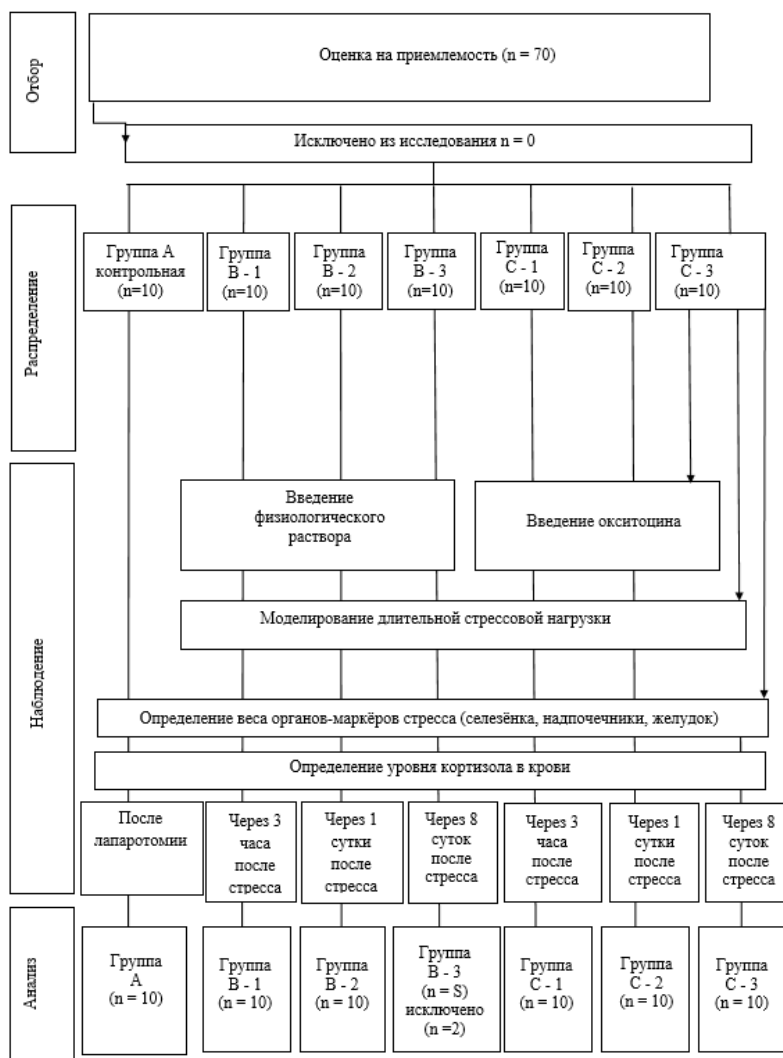 Отбор
Оценка на приемлемость (n = 70)
Исключено из исследования n = 0
Распределение
Группа А
контрольная
(n=10)
Группа
В - 1
(n=10)
Группа
В - 2
(n=10)
Группа
В - 3
(n=10)
Группа
С - 1
(n=10)
Группа
С - 2
(n=10)
Группа
С - 3
(n=10)
Наблюдение
Введение
физиологического
раствора
Введение окситоцина
Моделирование длительной стрессовой нагрузки
Определение веса органов-маркёров стресса (селезёнка, надпочечники, желудок)
Определение уровня кортизола в крови
После
лапаротомии
Через 3
часа
после
стресса
Через 1
сутки
после
стресса
Через 8
суток
после
стресса
Через 3
часа
после
стресса
Через 1
сутки
после
стресса
Через 8
суток
после
стресса
Анализ
Группа
А
(n = 10)
Группа
В - 1
(n = 10)
Группа
В - 2
(n = 10)
Группа
В - 3
(n = S)
исключено
(n =2)
Группа
С - 1
(n = 10)
Группа
С - 2
(n = 10)
Группа
С - 3
(n = 10)